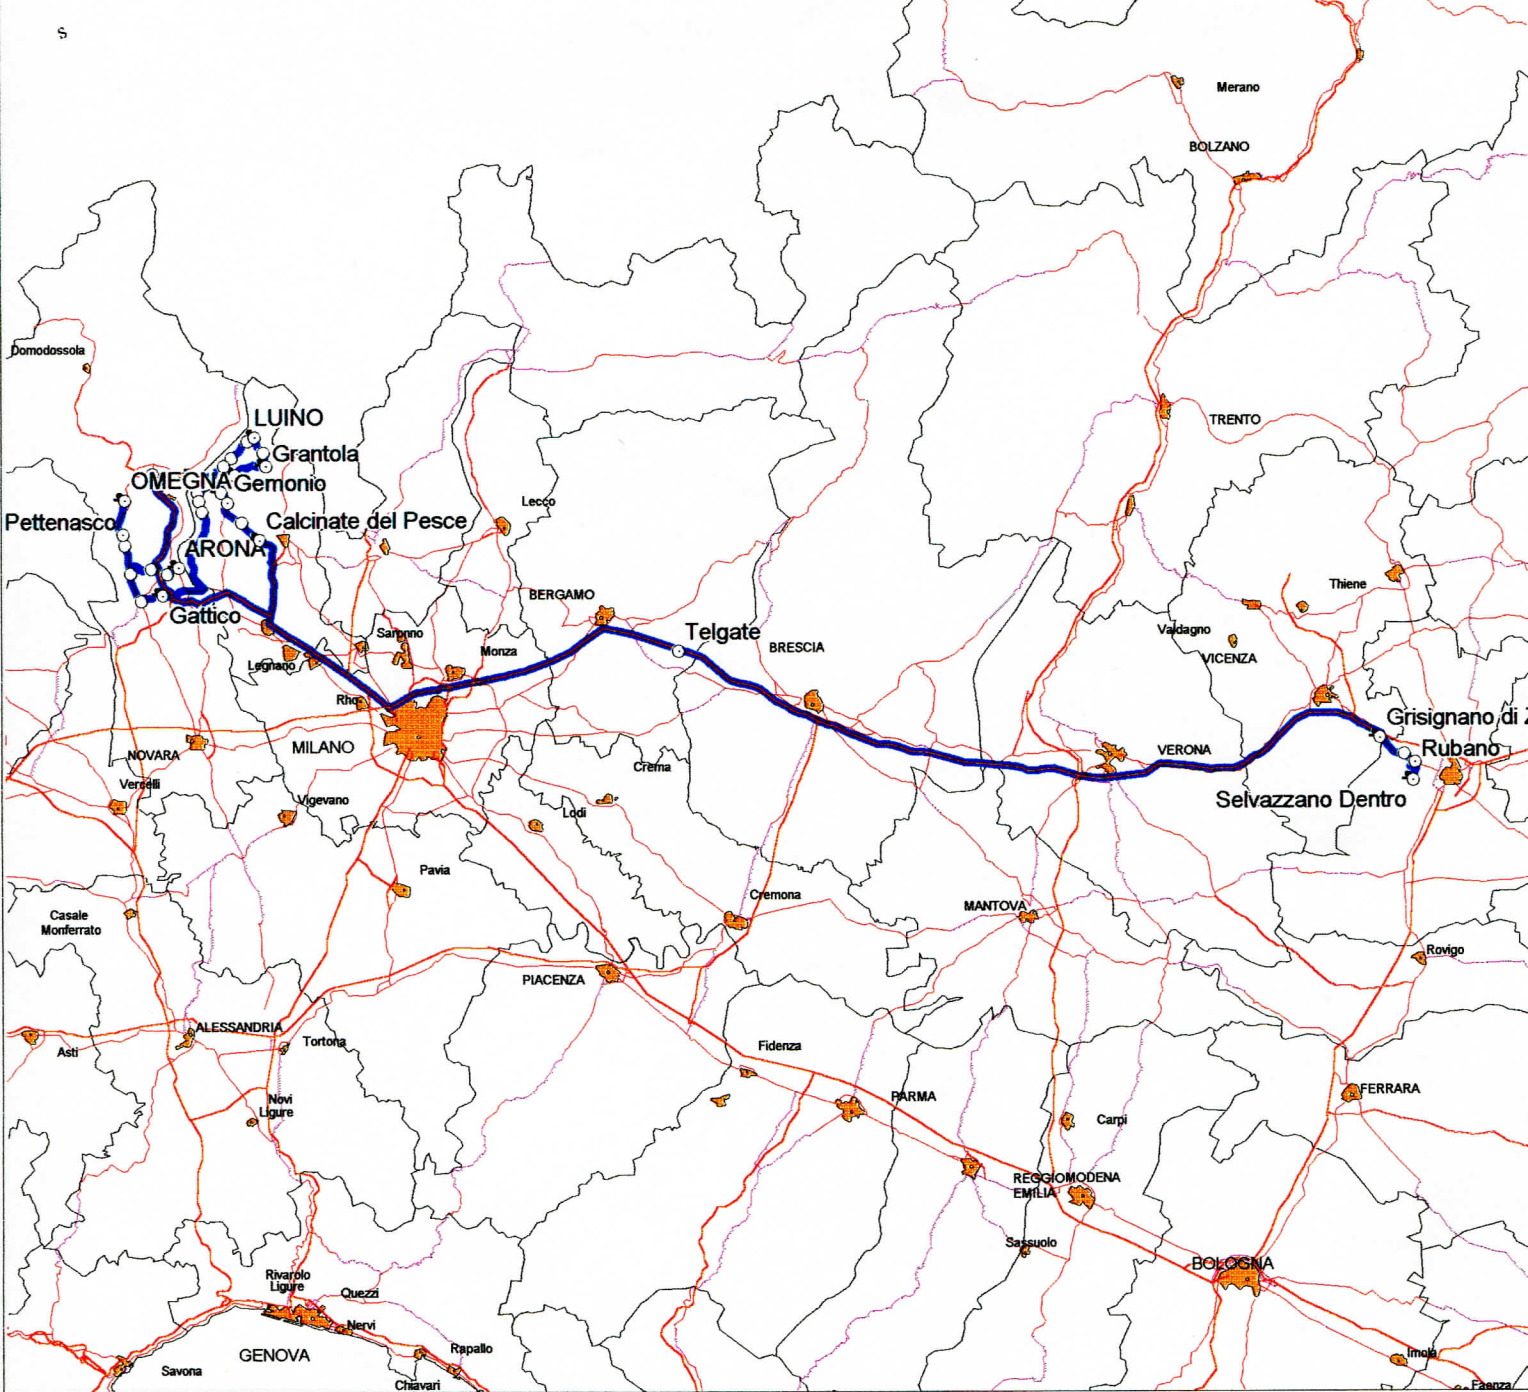 s
Merano
BOLZANO
Domodossola
LUINO
TRENTO
Grantola
OMEGNA
Gemonio
Lecco
Pettenasco
Calcinate del Pesce
ARONA
Thiene
BERGAMO
Gattico
Telgate
Valdagno
Saronno
BRESCIA
Monza
VICENZA
Legnano
Rho
Grisignano di Z
MILANO
Rubano
NOVARA
VERONA
Crema
Vercelli
Vigevano
Selvazzano Dentro
Lodi
Pavia
Cremona
MANTOVA
Casale
Monferrato
Rovigo
PIACENZA
ALESSANDRIA
Tortona
Asti
Fidenza
FERRARA
Novi
Ligure
PARMA
Carpi
REGGIO
EMILIA
MODENA
Sassuolo
BOLOGNA
Rivarolo
Ligure
Quezzi
Nervi
GENOVA
Rapallo
Imola
Savona
Chiavari
Faenza